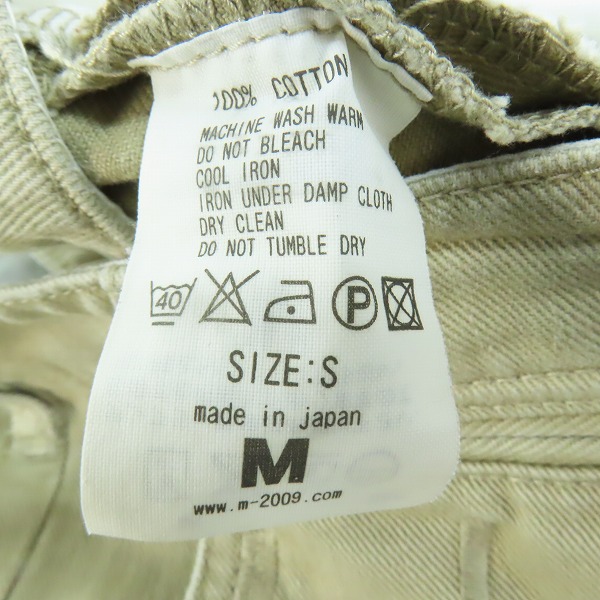 100% COTTON
MACHINE WASH WARM
DO NOT BLEACH
COOL IRON
IRON UNDER DAMP CLOTH
DRY CLEAN
DO NOT TUMBLE DRY
40 P
SIZE:S
made in japan
M
www.m-2009.com